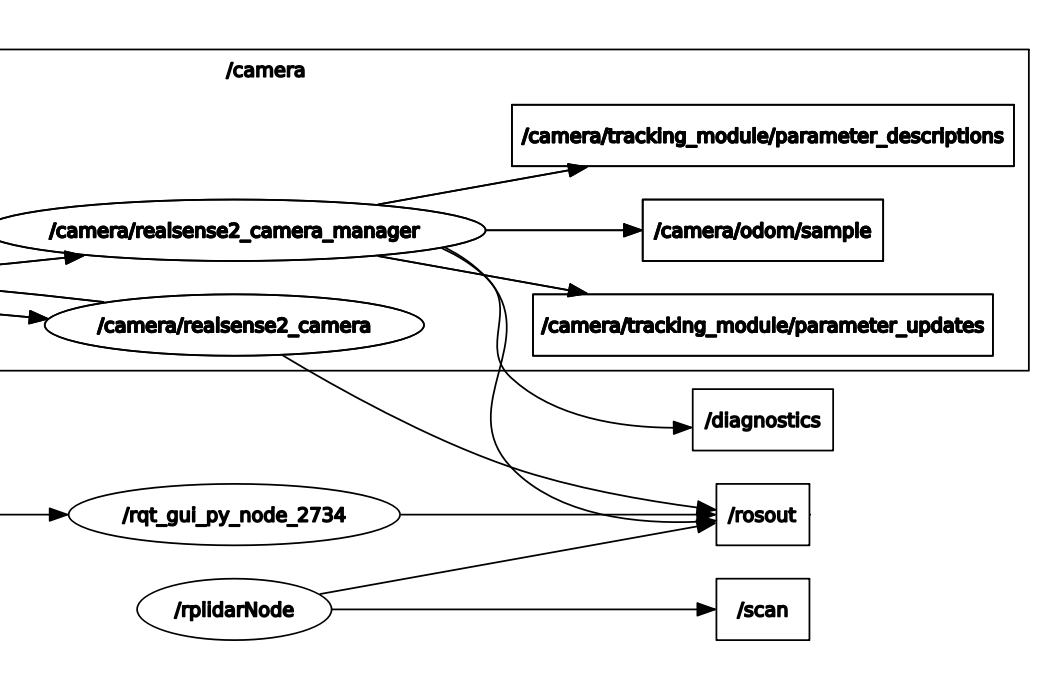 /camera
/camera/tracking_module/parameter_descriptions
/camera/realsense2_camera_manager
/camera/odom/sample
/camera/realsense2_camera
/camera/tracking_module/parameter_updates
/diagnostics
/rqt_gui_py_node_2734
/rosout
/rplidarNode
/scan